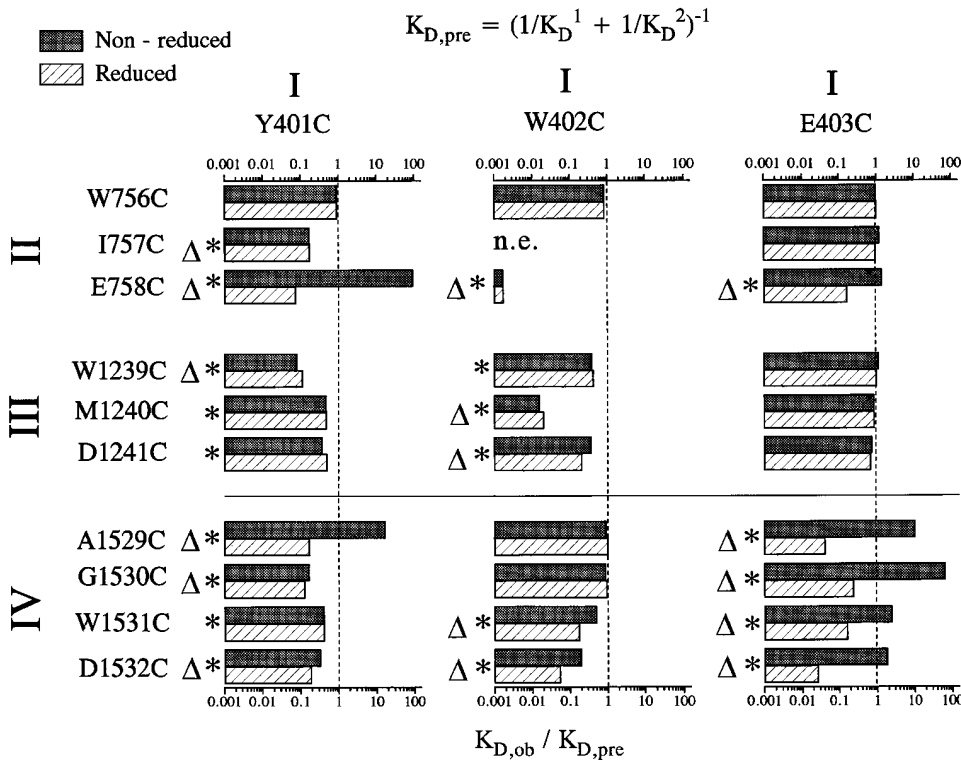 K_D,pre = (1/K_D^1 + 1/K_D^2)^-1
Non - reduced
Reduced
I I I
Y401C W402C E403C
0.001 0.01 0.1 1 10 100 0.001 0.01 0.1 1 10 100 0.001 0.01 0.1 1 10 100
II
W756C
I757C Δ * n.e.
E758C Δ * Δ * Δ *
III
W1239C Δ * *
M1240C * Δ *
D1241C * Δ *
IV
A1529C Δ * Δ *
G1530C Δ * Δ *
W1531C * Δ * Δ *
D1532C Δ * Δ * Δ *
0.001 0.01 0.1 1 10 100 0.001 0.01 0.1 1 10 100 0.001 0.01 0.1 1 10 100
K_D,ob / K_D,pre